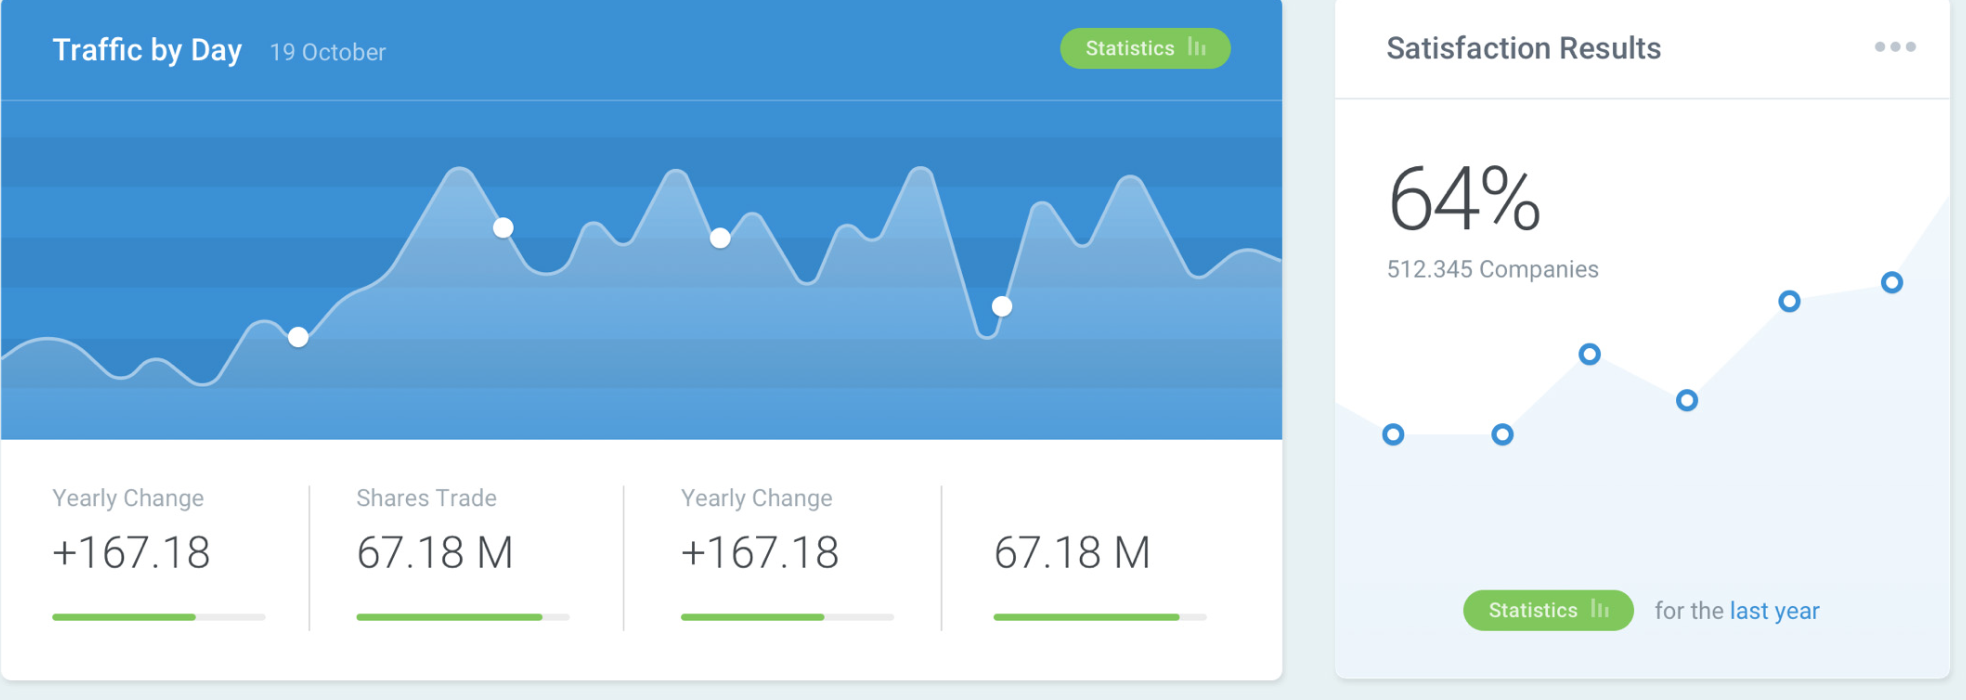 Traffic by Day 19 October
Statistics
Yearly Change
+167.18
Shares Trade
67.18 M
Yearly Change
+167.18
67.18 M
Satisfaction Results
64%
512.345 Companies
Statistics
for the last year